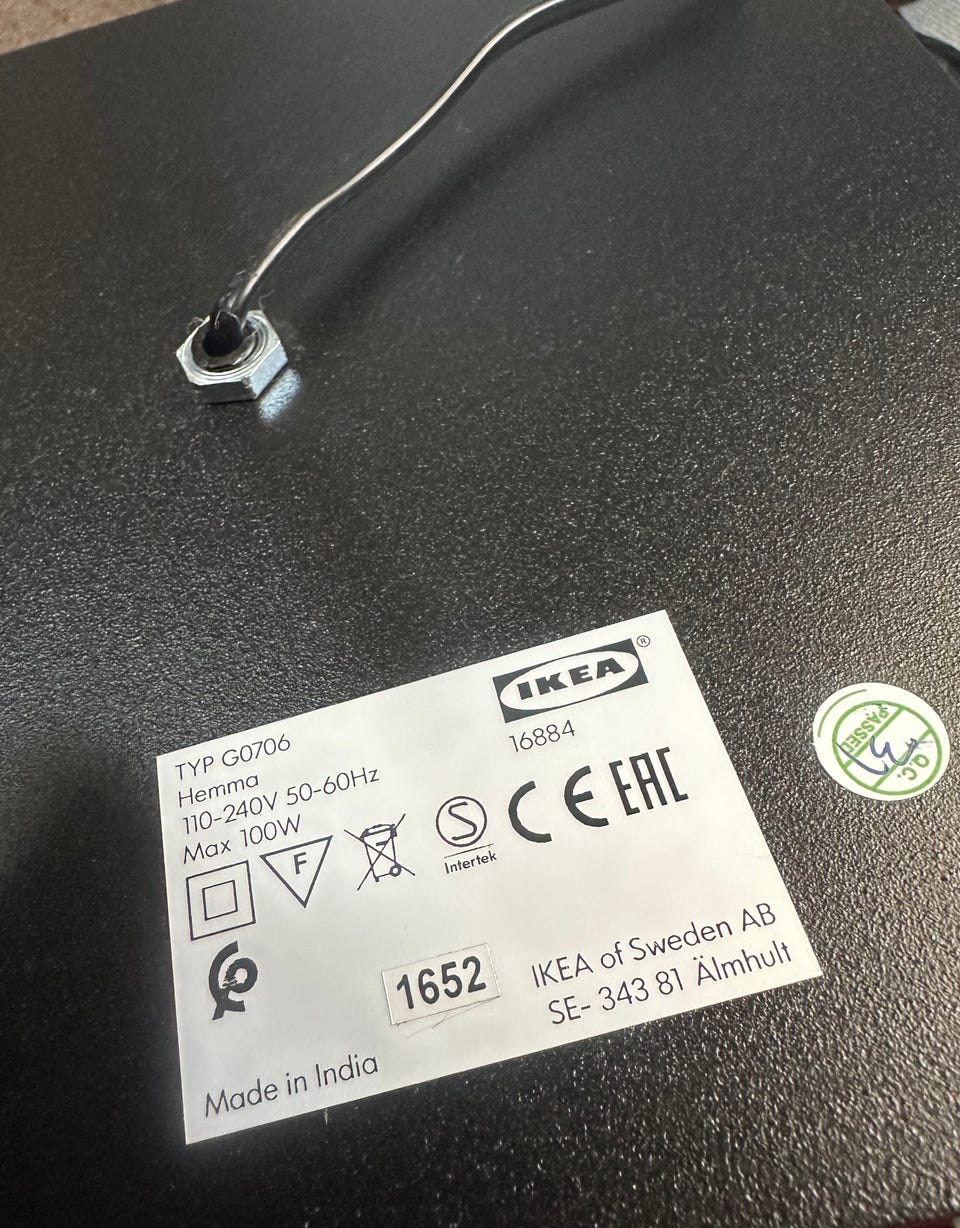 IKEA®
16884
TYP G0706
Hemma
110-240V 50-60Hz
Max 100W
F
S
Intertek
CE
EAC
1652
IKEA of Sweden AB
SE- 343 81 Älmhult
Made in India
Q.C.
PASSED